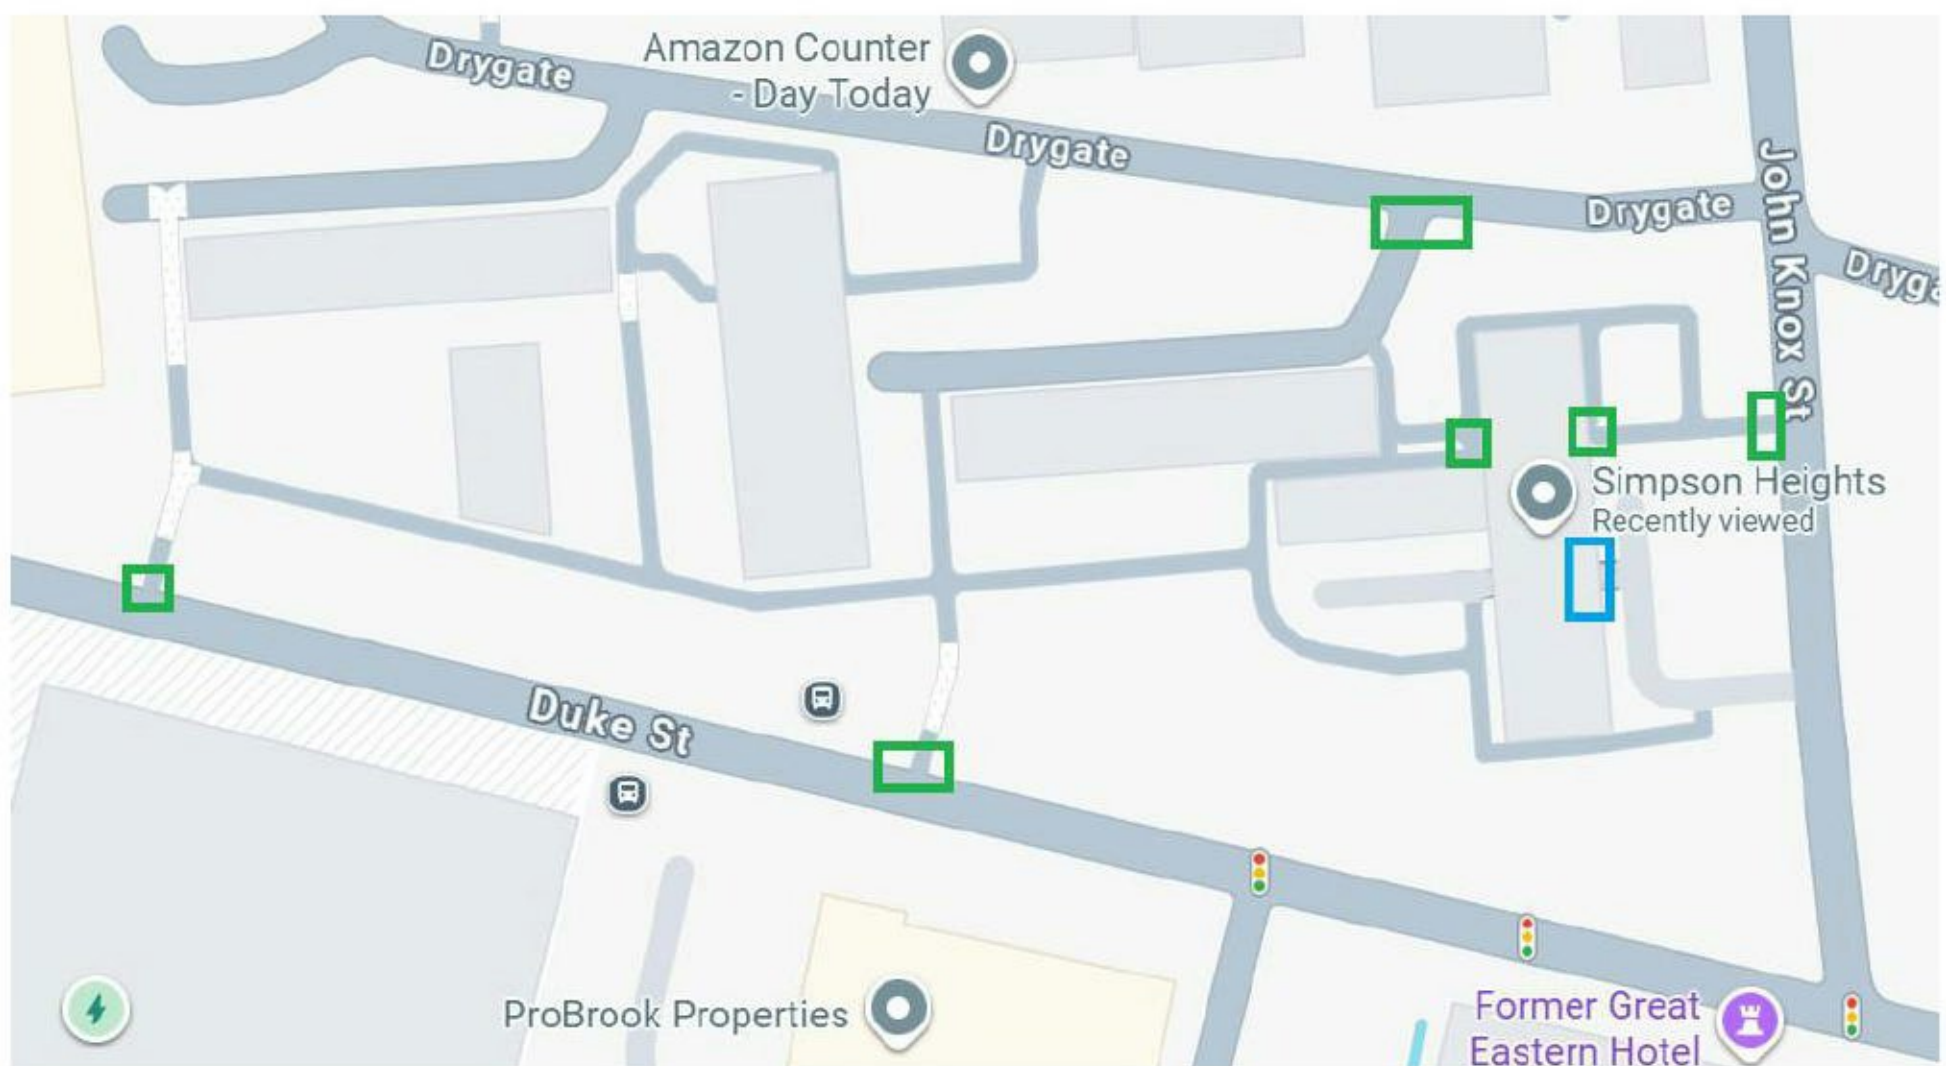 Drygate
Amazon Counter
- Day Today
Drygate
Drygate
John Knox St
Dryga
Simpson Heights
Recently viewed
Duke St
ProBrook Properties
Former Great
Eastern Hotel